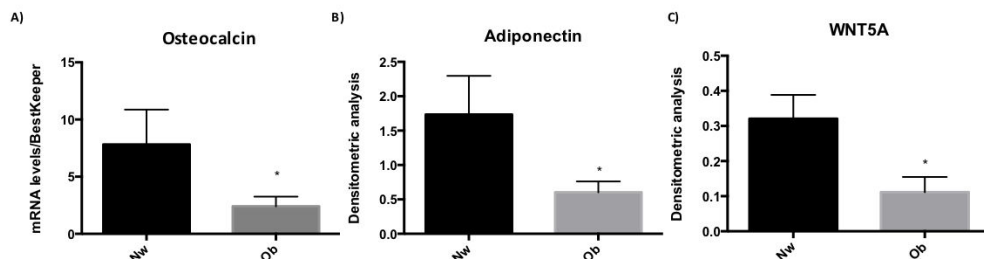 A)
Osteocalcin
mRNA levels/BestKeeper
15
10
5
0
*
Nw
Ob
B)
Adiponectin
Densitometric analysis
2.5
2.0
1.5
1.0
0.5
0.0
*
Nw
Ob
C)
WNT5A
Densitometric analysis
0.5
0.4
0.3
0.2
0.1
0.0
*
Nw
Ob